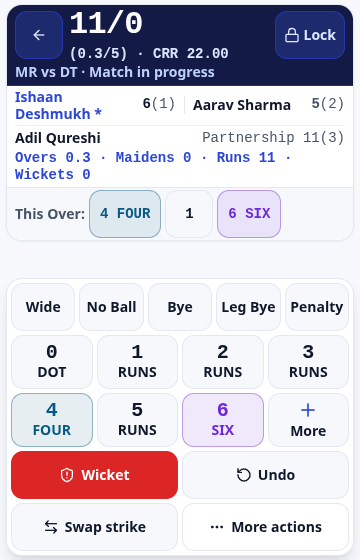 11/0
(0.3/5) · CRR 22.00
Lock
MR vs DT · Match in progress
Ishaan Deshmukh * 6(1) Aarav Sharma 5(2)
Adil Qureshi Partnership 11(3)
Overs 0.3 · Maidens 0 · Runs 11 ·
Wickets 0
This Over: 4 FOUR 1 6 SIX
Wide No Ball Bye Leg Bye Penalty
0 1 2 3
DOT RUNS RUNS RUNS
4 5 6 +
FOUR RUNS SIX More
Wicket Undo
Swap strike More actions